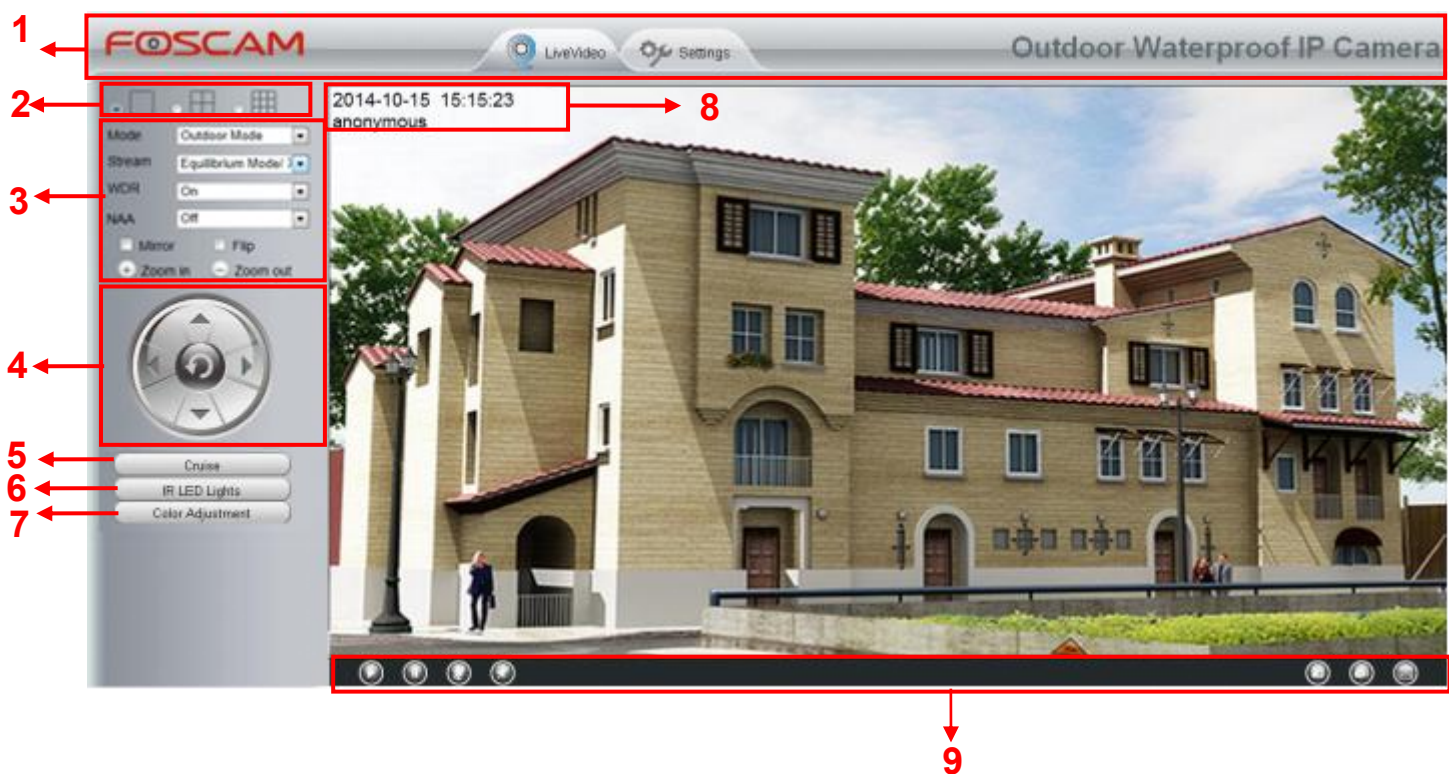 1
FOSCAM
LiveVideo
Settings
Outdoor Waterproof IP Camera
2
2014-10-15 15:15:23
anonymous
8
3
Mode Outdoor Mode
Stream Equilibrium Mode/
WDR On
NAA Off
Mirror Flip
Zoom in Zoom out
4
5
Cruise
6
IR LED Lights
7
Color Adjustment
9